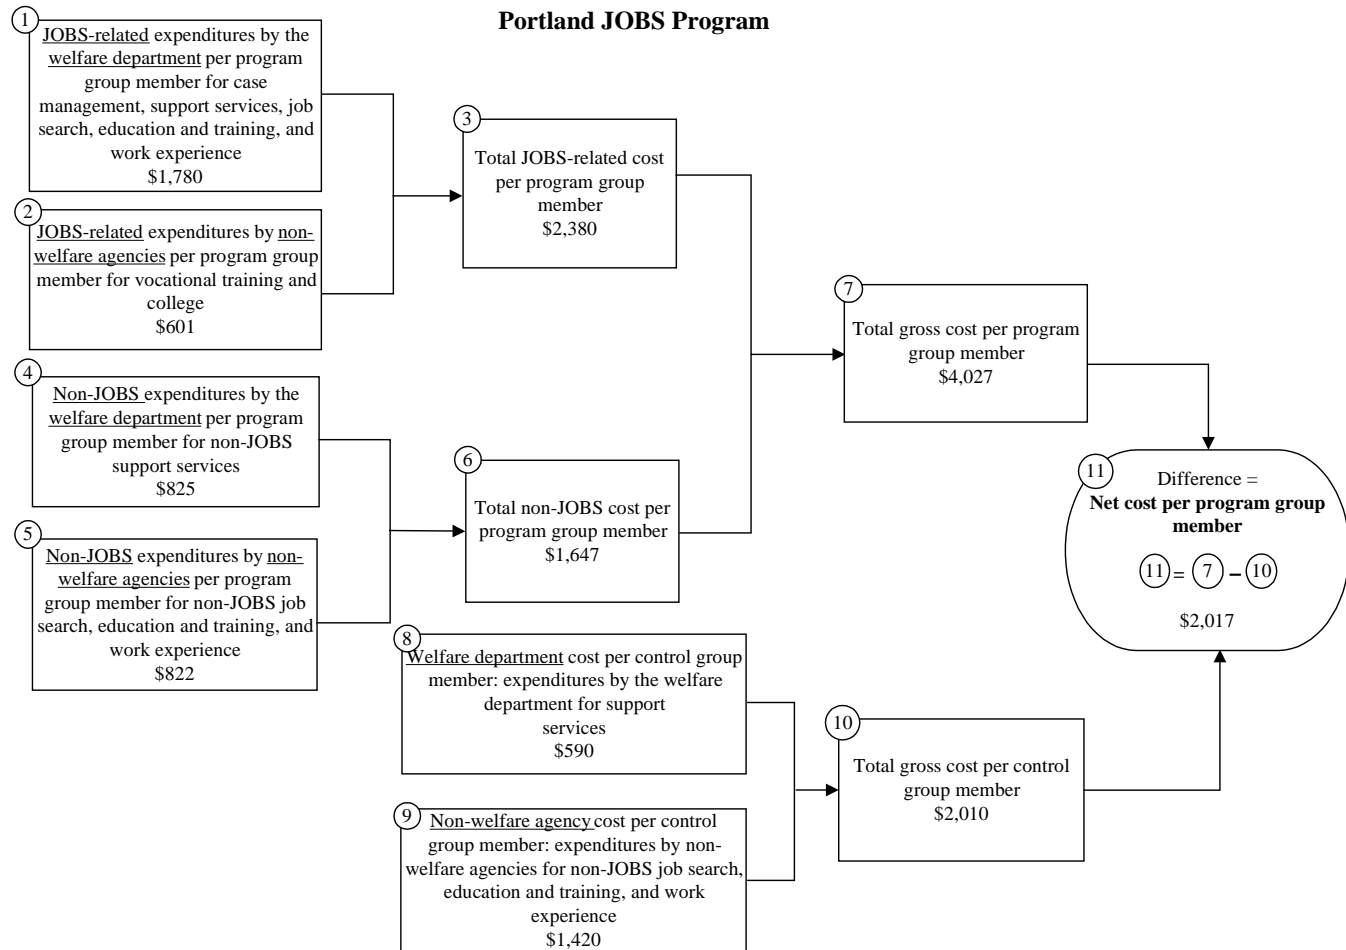 Portland JOBS Program
1
JOBS-related expenditures by the
welfare department per program
group member for case
management, support services, job
search, education and training, and
work experience
$1,780
2
JOBS-related expenditures by non-
welfare agencies per program group
member for vocational training and
college
$601
3
Total JOBS-related cost
per program group
member
$2,380
4
Non-JOBS expenditures by the
welfare department per program
group member for non-JOBS
support services
$825
5
Non-JOBS expenditures by non-
welfare agencies per program
group member for non-JOBS job
search, education and training, and
work experience
$822
6
Total non-JOBS cost per
program group member
$1,647
7
Total gross cost per program
group member
$4,027
8
Welfare department cost per control group
member: expenditures by the welfare
department for support
services
$590
9
Non-welfare agency cost per control
group member: expenditures by non-
welfare agencies for non-JOBS job search,
education and training, and work
experience
$1,420
10
Total gross cost per control
group member
$2,010
11
Difference =
Net cost per program group
member
11 = 7 – 10
$2,017